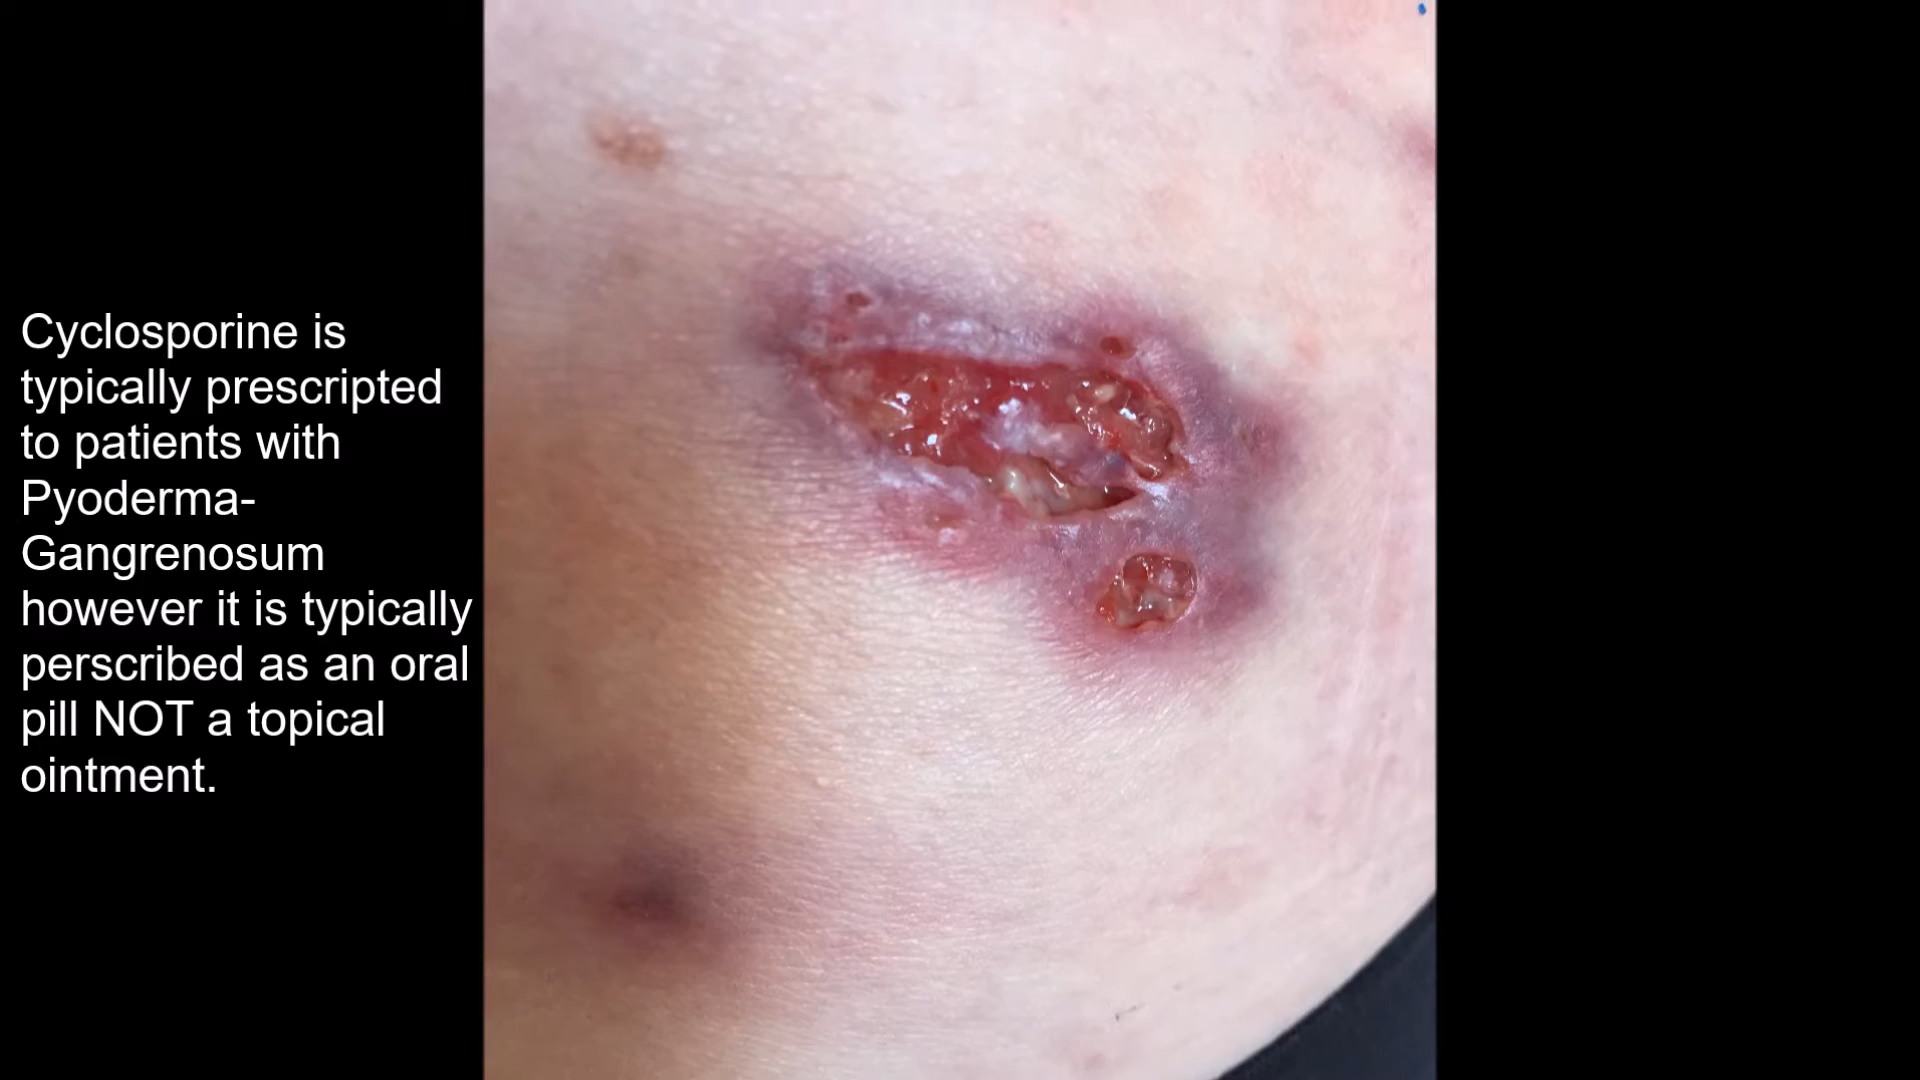 Cyclosporine is
typically prescripted
to patients with
Pyoderma-
Gangrenosum
however it is typically
perscribed as an oral
pill NOT a topical
ointment.